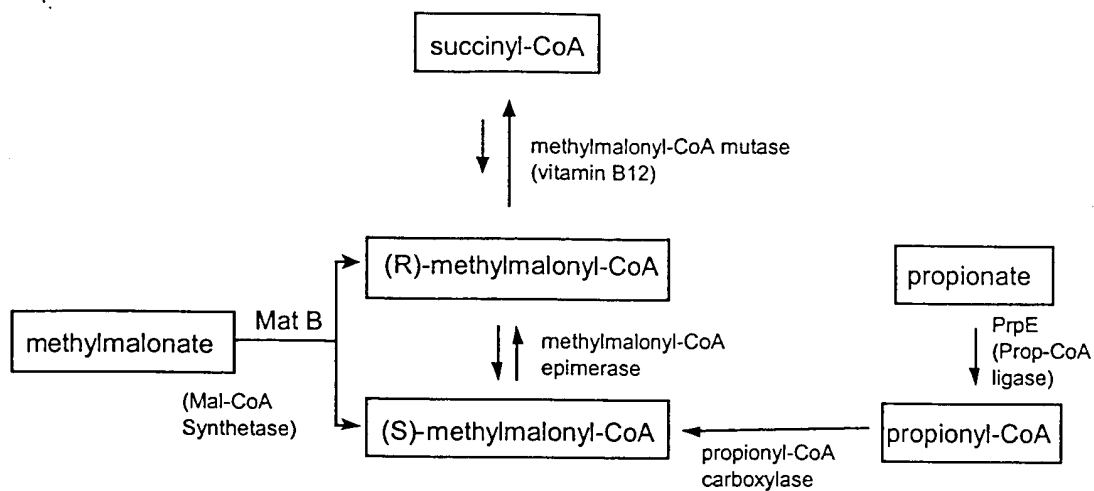 succinyl-CoA
methylmalonyl-CoA mutase
(vitamin B12)
(R)-methylmalonyl-CoA
propionate
Mat B
methylmalonate
(Mal-CoA
Synthetase)
methylmalonyl-CoA
epimerase
PrpE
(Prop-CoA
ligase)
(S)-methylmalonyl-CoA
propionyl-CoA
carboxylase
propionyl-CoA